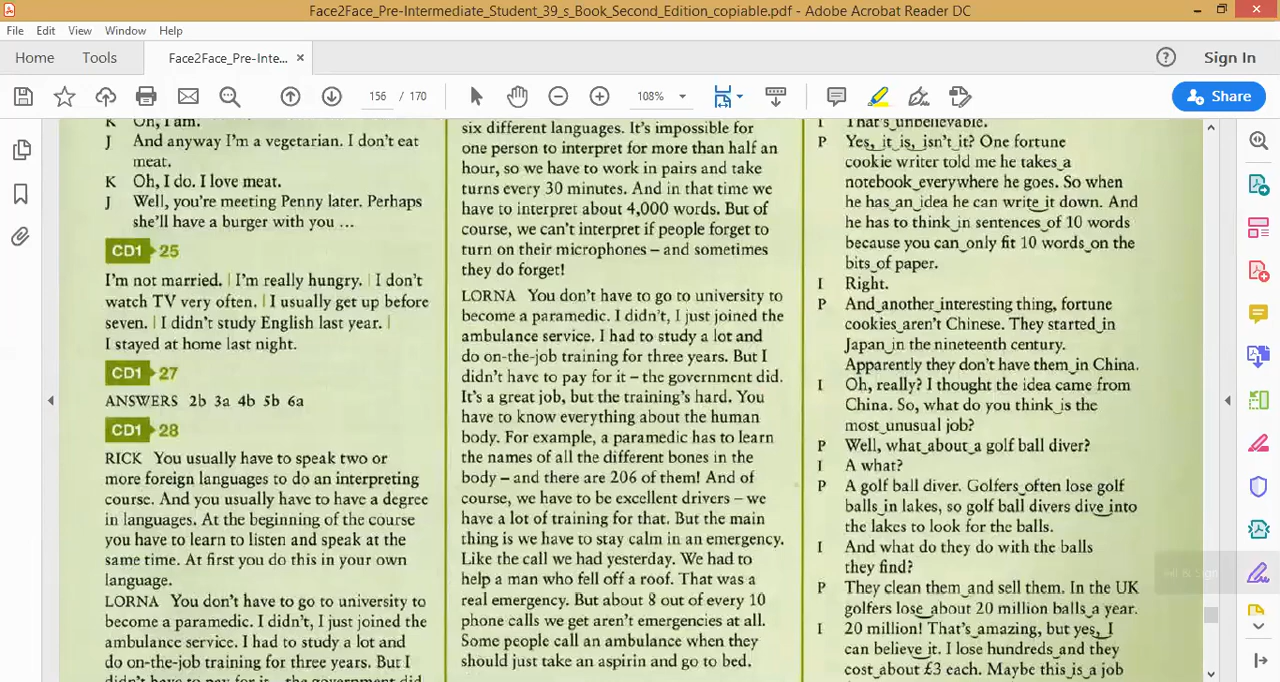 Face2Face_Pre-Intermediate_Student_39_s_Book_Second_Edition_copiable.pdf - Adobe Acrobat Reader DC
File Edit View Window Help
Home Tools Face2Face_Pre-Inte... × Sign In
156 / 170 108% Share
K Oh, I am.
J And anyway I'm a vegetarian. I don't eat
meat.
K Oh, I do. I love meat.
J Well, you're meeting Penny later. Perhaps
she'll have a burger with you …
CD1 25
I'm not married. | I'm really hungry. | I don't
watch TV very often. | I usually get up before
seven. | I didn't study English last year. |
I stayed at home last night.
CD1 27
ANSWERS 2b 3a 4b 5b 6a
CD1 28
RICK You usually have to speak two or
more foreign languages to do an interpreting
course. And you usually have to have a degree
in languages. At the beginning of the course
you have to learn to listen and speak at the
same time. At first you do this in your own
language.
LORNA You don't have to go to university to
become a paramedic. I didn't, I just joined the
ambulance service. I had to study a lot and
do on-the-job training for three years. But I
didn't have to pay for it – the government did.
six different languages. It's impossible for
one person to interpret for more than half an
hour, so we have to work in pairs and take
turns every 30 minutes. And in that time we
have to interpret about 4,000 words. But of
course, we can't interpret if people forget to
turn on their microphones – and sometimes
they do forget!
LORNA You don't have to go to university to
become a paramedic. I didn't, I just joined the
ambulance service. I had to study a lot and
do on-the-job training for three years. But I
didn't have to pay for it – the government did.
It's a great job, but the training's hard. You
have to know everything about the human
body. For example, a paramedic has to learn
the names of all the different bones in the
body – and there are 206 of them! And of
course, we have to be excellent drivers – we
have a lot of training for that. But the main
thing is we have to stay calm in an emergency.
Like the call we had yesterday. We had to
help a man who fell off a roof. That was a
real emergency. But about 8 out of every 10
phone calls we get aren't emergencies at all.
Some people call an ambulance when they
should just take an aspirin and go to bed.
I That's unbelievable.
P Yes, it is, isn't it? One fortune
cookie writer told me he takes a
notebook everywhere he goes. So when
he has an idea he can write it down. And
he has to think in sentences of 10 words
because you can only fit 10 words on the
bits of paper.
I Right.
P And another interesting thing, fortune
cookies aren't Chinese. They started in
Japan in the nineteenth century.
Apparently they don't have them in China.
I Oh, really? I thought the idea came from
China. So, what do you think is the
most unusual job?
P Well, what about a golf ball diver?
I A what?
P A golf ball diver. Golfers often lose golf
balls in lakes, so golf ball divers dive into
the lakes to look for the balls.
I And what do they do with the balls
they find?
P They clean them and sell them. In the UK
golfers lose about 20 million balls a year.
I 20 million! That's amazing, but yes, I
can believe it. I lose hundreds and they
cost about £3 each. Maybe this is a job
Fill & Sign